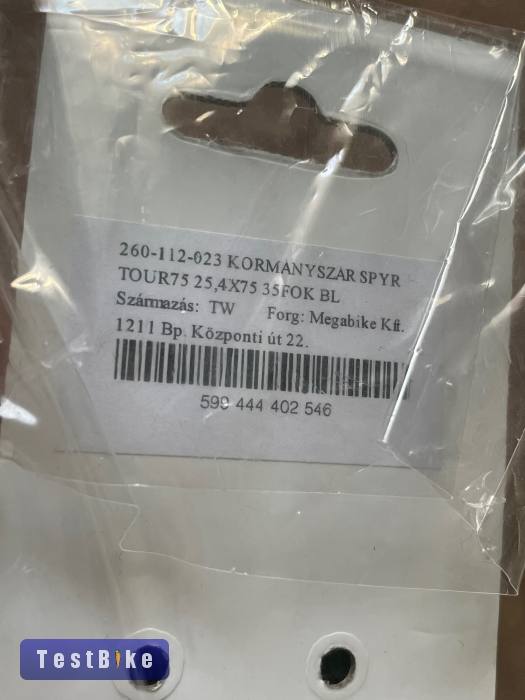 260-112-023 KORMANYSZAR SPYR
TOUR75 25,4X75 35FOK BL
Származás: TW Forg: Megabike Kft.
1211 Bp. Központi út 22.
599 444 402 546
TestBike